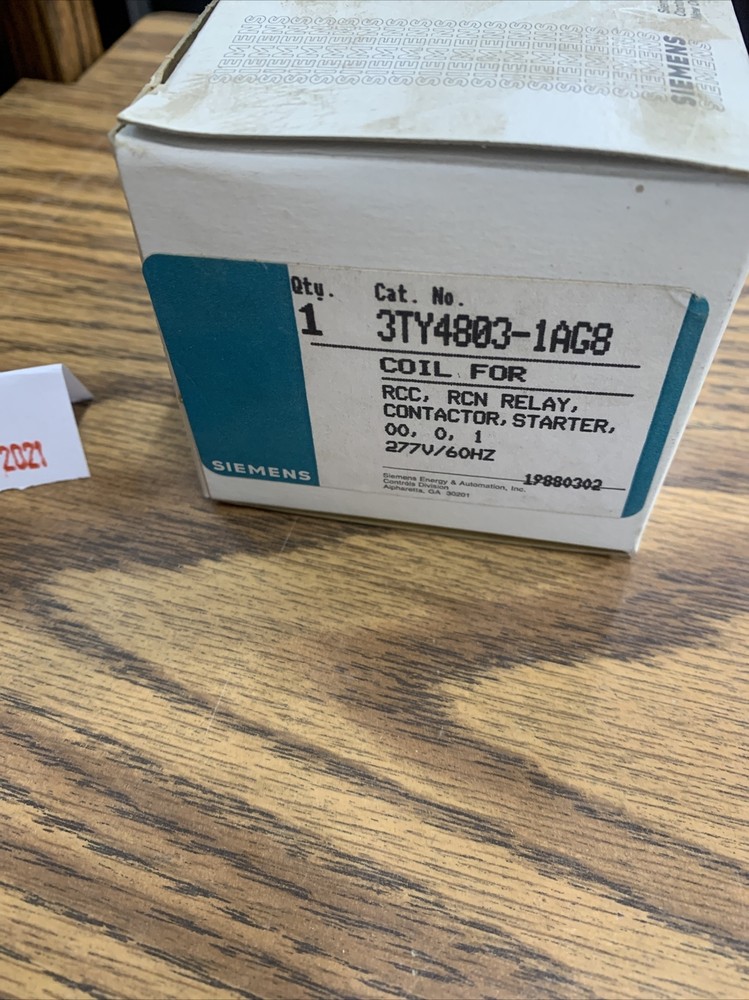 SIEMENS
Qty. Cat. No.
1 3TY4803-1AG8
COIL FOR
RCC, RCN RELAY,
CONTACTOR, STARTER,
00, 0, 1
277V/60HZ
SIEMENS
Siemens Energy & Automation, Inc.
Controls Division
Alpharetta, GA 30201
19880302
2021